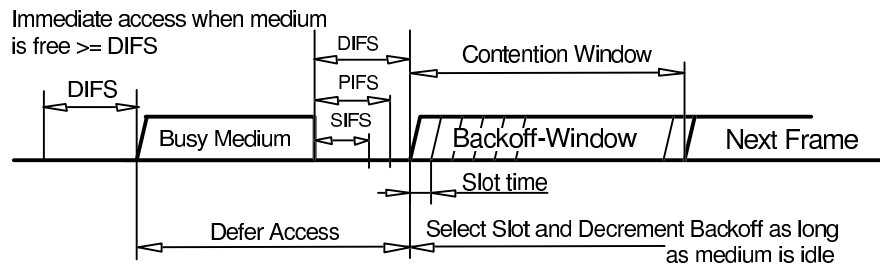 Immediate access when medium
is free >= DIFS
DIFS
Contention Window
DIFS
PIFS
SIFS
Busy Medium
Backoff-Window
Next Frame
Slot time
Defer Access
Select Slot and Decrement Backoff as long
as medium is idle